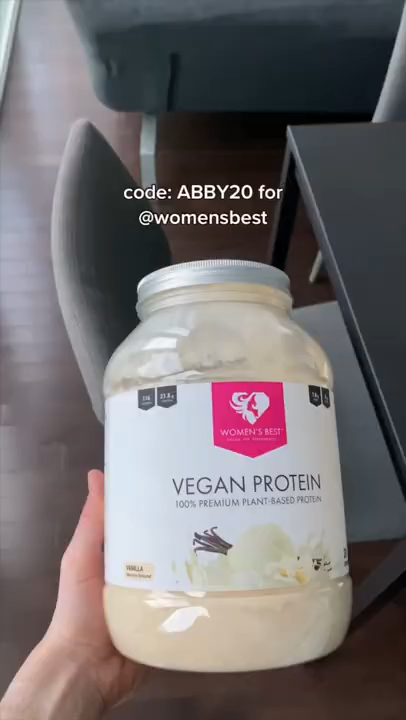 code: ABBY20 for
@womensbest
WOMEN'S BEST
VEGAN PROTEIN
100% PREMIUM PLANT-BASED PROTEIN
VANILLA